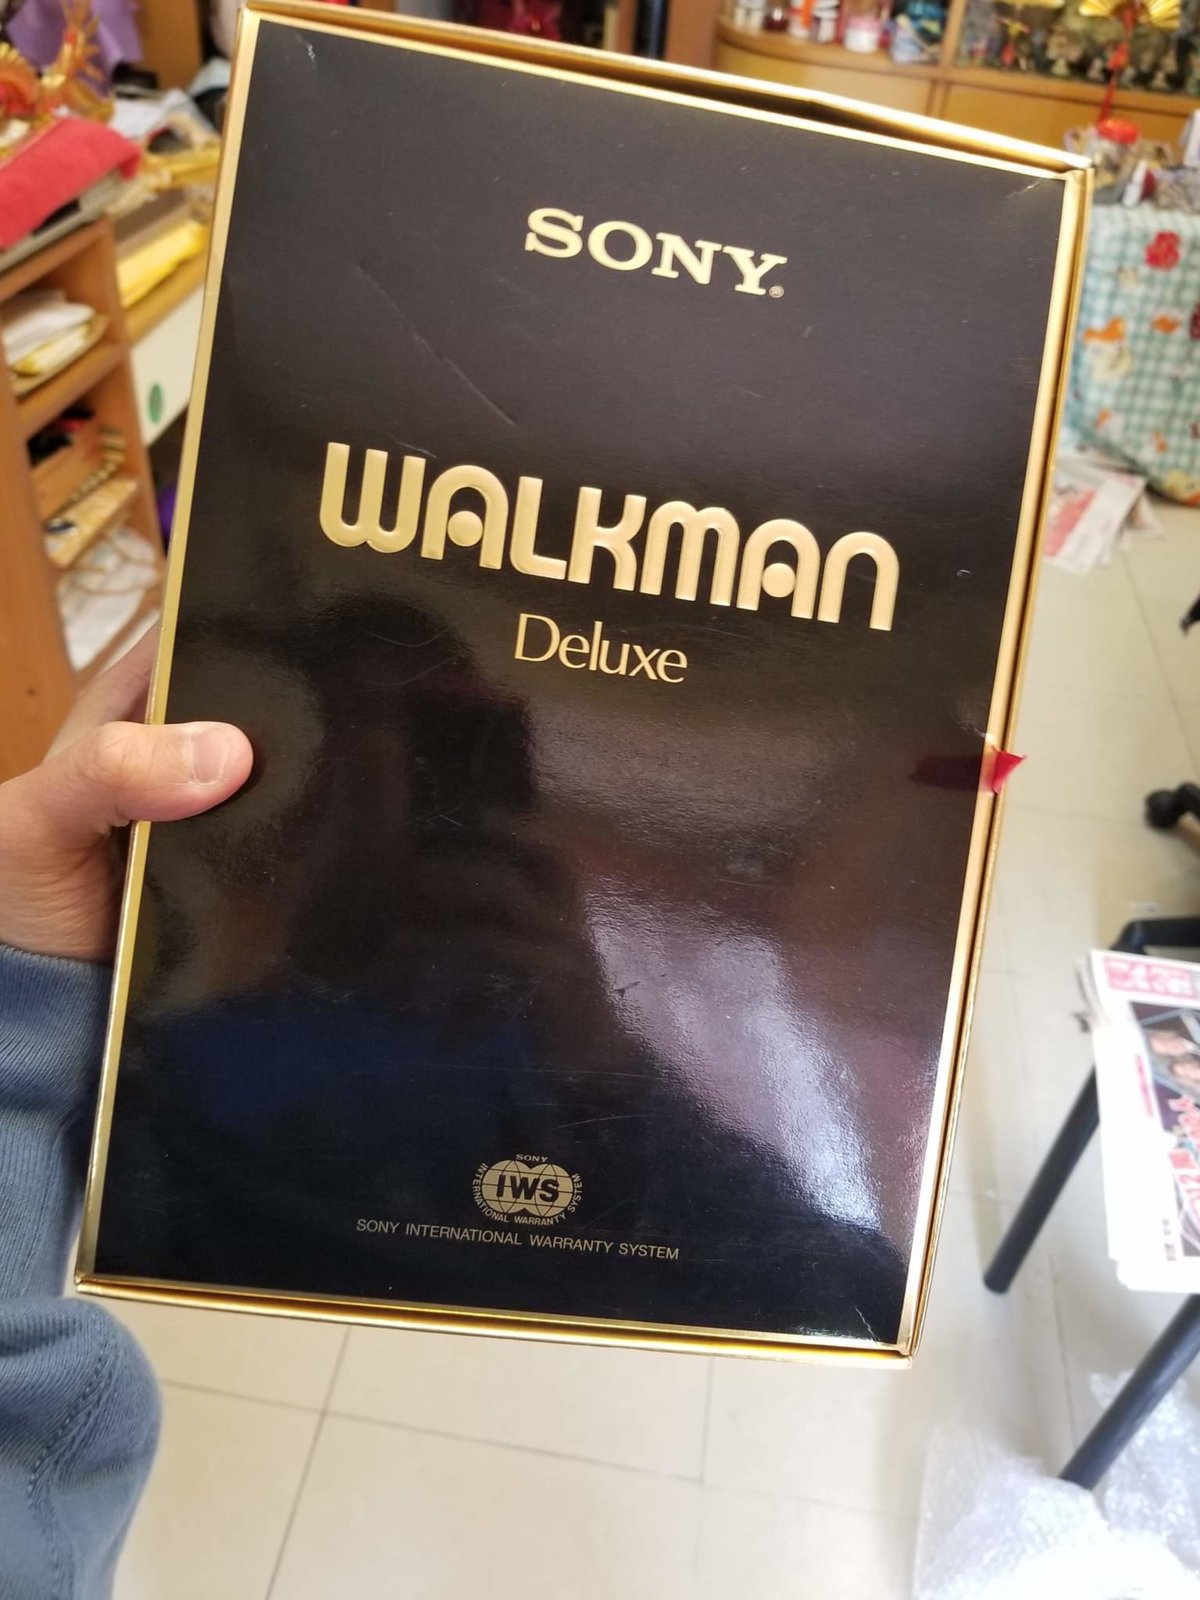 SONY®
WALKMAN
Deluxe
SONY
IWS
INTERNATIONAL WARRANTY SYSTEM
SONY INTERNATIONAL WARRANTY SYSTEM